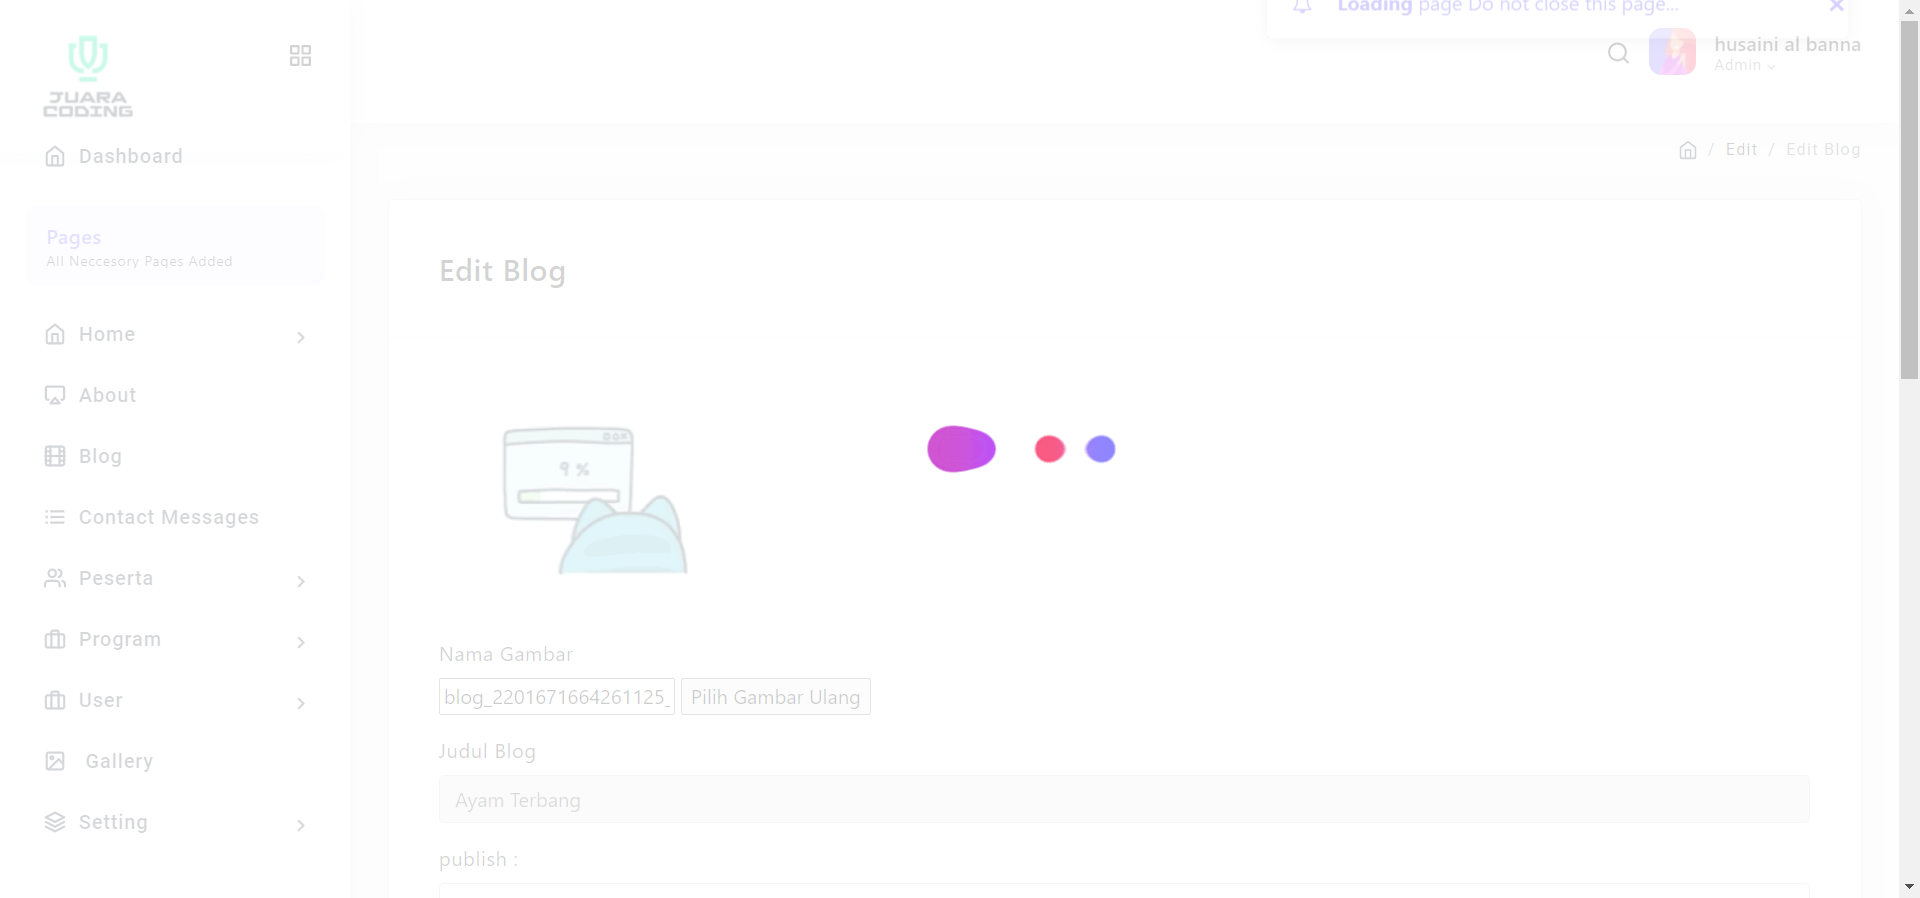 Loading page Do not close this page...
husaini al banna
Admin
JUARA
CODING
Dashboard
Edit / Edit Blog
Pages
All Neccesory Pages Added
Edit Blog
Home
About
Blog
Contact Messages
Peserta
Program
User
Gallery
Setting
9 %
Nama Gambar
blog_2201671664261125_
Pilih Gambar Ulang
Judul Blog
Ayam Terbang
publish :